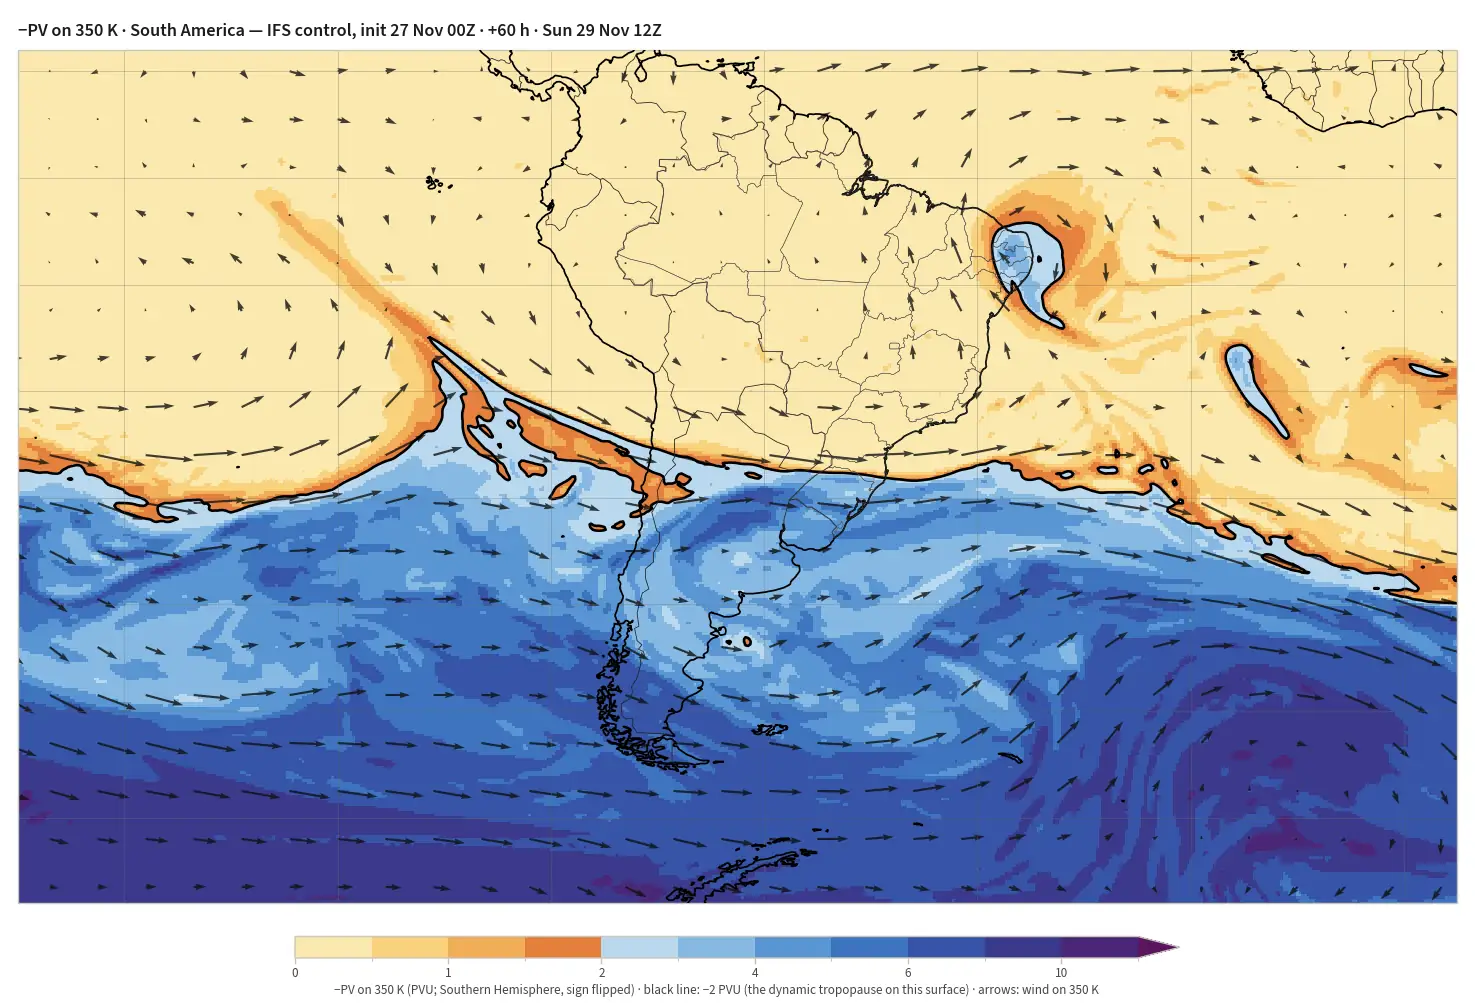 −PV on 350 K · South America — IFS control, init 27 Nov 00Z · +60 h · Sun 29 Nov 12Z
0 1 2 4 6 10
−PV on 350 K (PVU; Southern Hemisphere, sign flipped) · black line: −2 PVU (the dynamic tropopause on this surface) · arrows: wind on 350 K